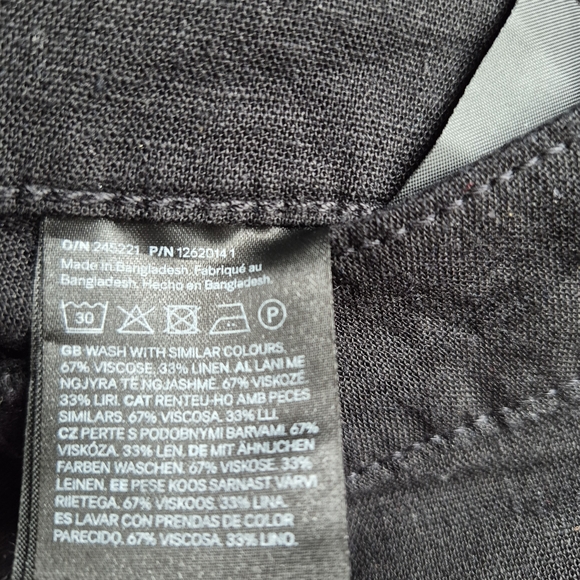 O/N 245221 P/N 1262014 1
Made in Bangladesh. Fabriqué au
Bangladesh. Hecho en Bangladesh.
30 P
GB WASH WITH SIMILAR COLOURS.
67% VISCOSE, 33% LINEN. AL LANI ME
NGJYRA TË NGJASHME. 67% VISKOZË,
33% LIRI. CAT RENTEU-HO AMB PECES
SIMILARS. 67% VISCOSA, 33% LLI.
CZ PERTE S PODOBNÝMI BARVAMI. 67%
VISKÓZA, 33% LEN. DE MIT ÄHNLICHEN
FARBEN WASCHEN. 67% VISKOSE, 33%
LEINEN. EE PESE KOOS SARNAST VÄRVI
RIIETEGA. 67% VISKOOS, 33% LINA.
ES LAVAR CON PRENDAS DE COLOR
PARECIDO. 67% VISCOSA, 33% LINO.